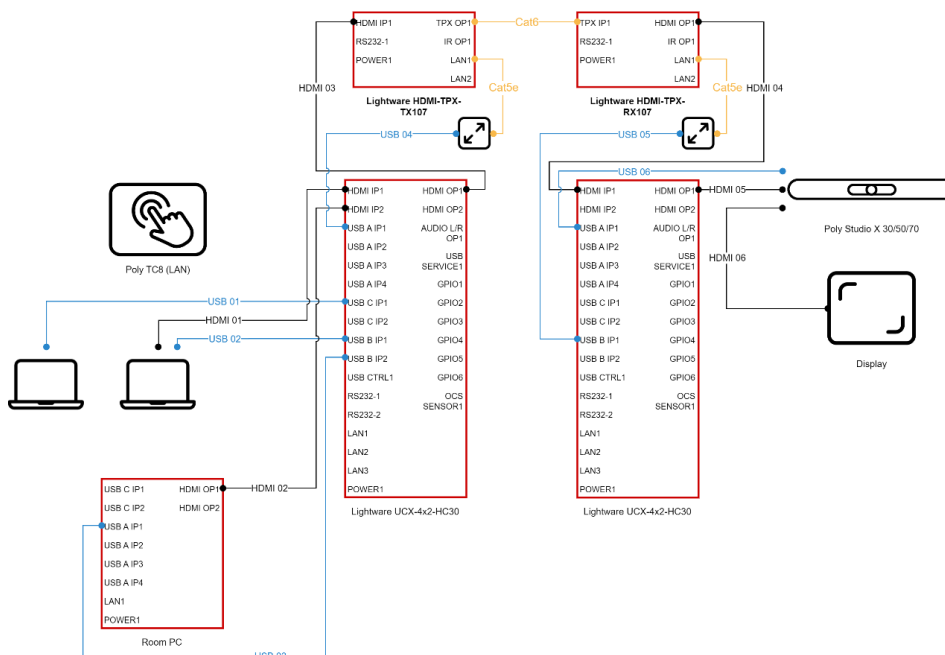 HDMI IP1
TPX OP1
RS232-1
IR OP1
POWER1
LAN1
LAN2
Lightware HDMI-TPX-
TX107
Cat6
TPX IP1
HDMI OP1
RS232-1
IR OP1
POWER1
LAN1
LAN2
Lightware HDMI-TPX-
RX107
HDMI 03
Cat5e
Cat5e
HDMI 04
USB 04
USB 05
USB 06
HDMI IP1
HDMI OP1
HDMI IP2
HDMI OP2
USB A IP1
AUDIO L/R
OP1
USB A IP2
USB
SERVICE1
USB A IP3
USB A IP4
GPIO1
USB C IP1
GPIO2
USB C IP2
GPIO3
USB B IP1
GPIO4
USB B IP2
GPIO5
USB CTRL1
GPIO6
RS232-1
OCS
SENSOR1
RS232-2
LAN1
LAN2
LAN3
POWER1
Lightware UCX-4x2-HC30
HDMI IP1
HDMI OP1
HDMI IP2
HDMI OP2
USB A IP1
AUDIO L/R
OP1
USB A IP2
USB
SERVICE1
USB A IP3
USB A IP4
GPIO1
USB C IP1
GPIO2
USB C IP2
GPIO3
USB B IP1
GPIO4
USB B IP2
GPIO5
USB CTRL1
GPIO6
RS232-1
OCS
SENSOR1
RS232-2
LAN1
LAN2
LAN3
POWER1
Lightware UCX-4x2-HC30
HDMI 05
Poly Studio X 30/50/70
HDMI 06
Display
Poly TC8 (LAN)
USB 01
HDMI 01
USB 02
HDMI 02
USB C IP1
HDMI OP1
USB C IP2
HDMI OP2
USB A IP1
USB A IP2
USB A IP3
USB A IP4
LAN1
POWER1
Room PC